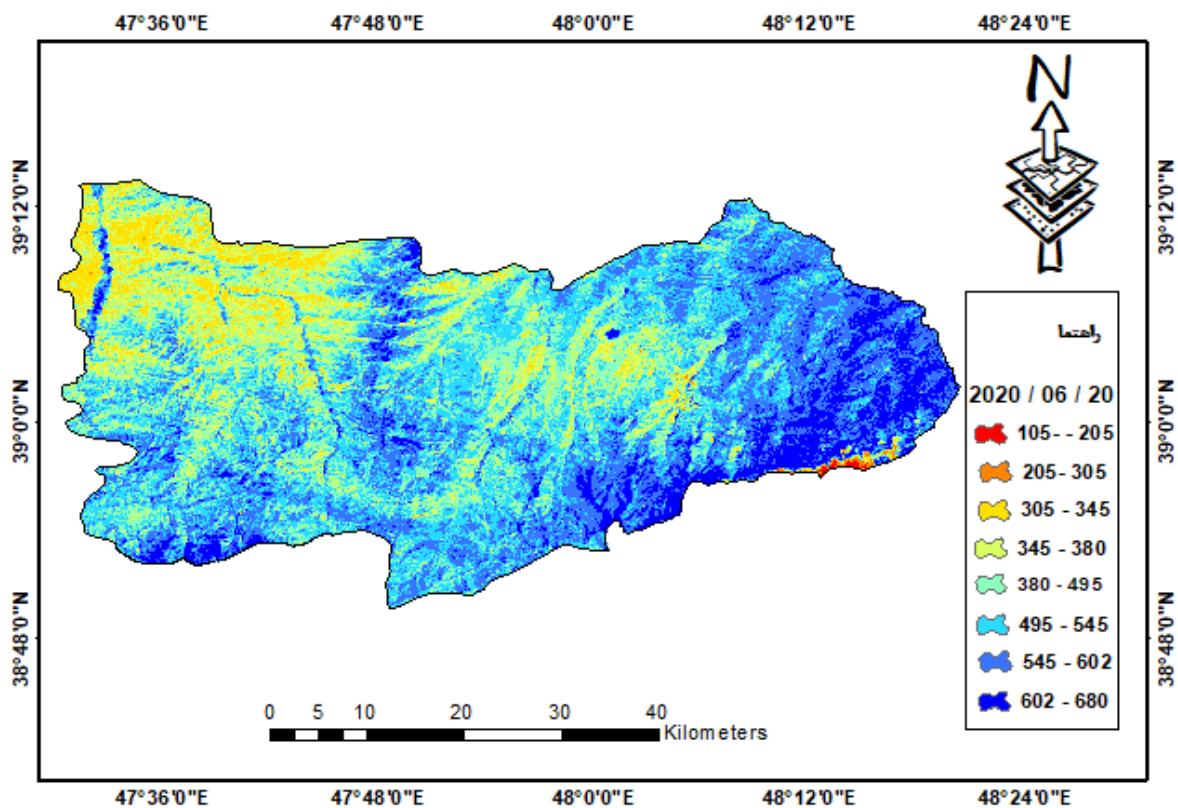 47°36'0"E 47°48'0"E 48°0'0"E 48°12'0"E 48°24'0"E
N
39°12'0"N 39°12'0"N
راهنما
2020 / 06 / 20
39°0'0"N 39°0'0"N
105- - 205
205 - 305
305 - 345
345 - 380
380 - 495
495 - 545
545 - 602
602 - 680
38°48'0"N 38°48'0"N
0 5 10 20 30 40
Kilometers
47°36'0"E 47°48'0"E 48°0'0"E 48°12'0"E 48°24'0"E